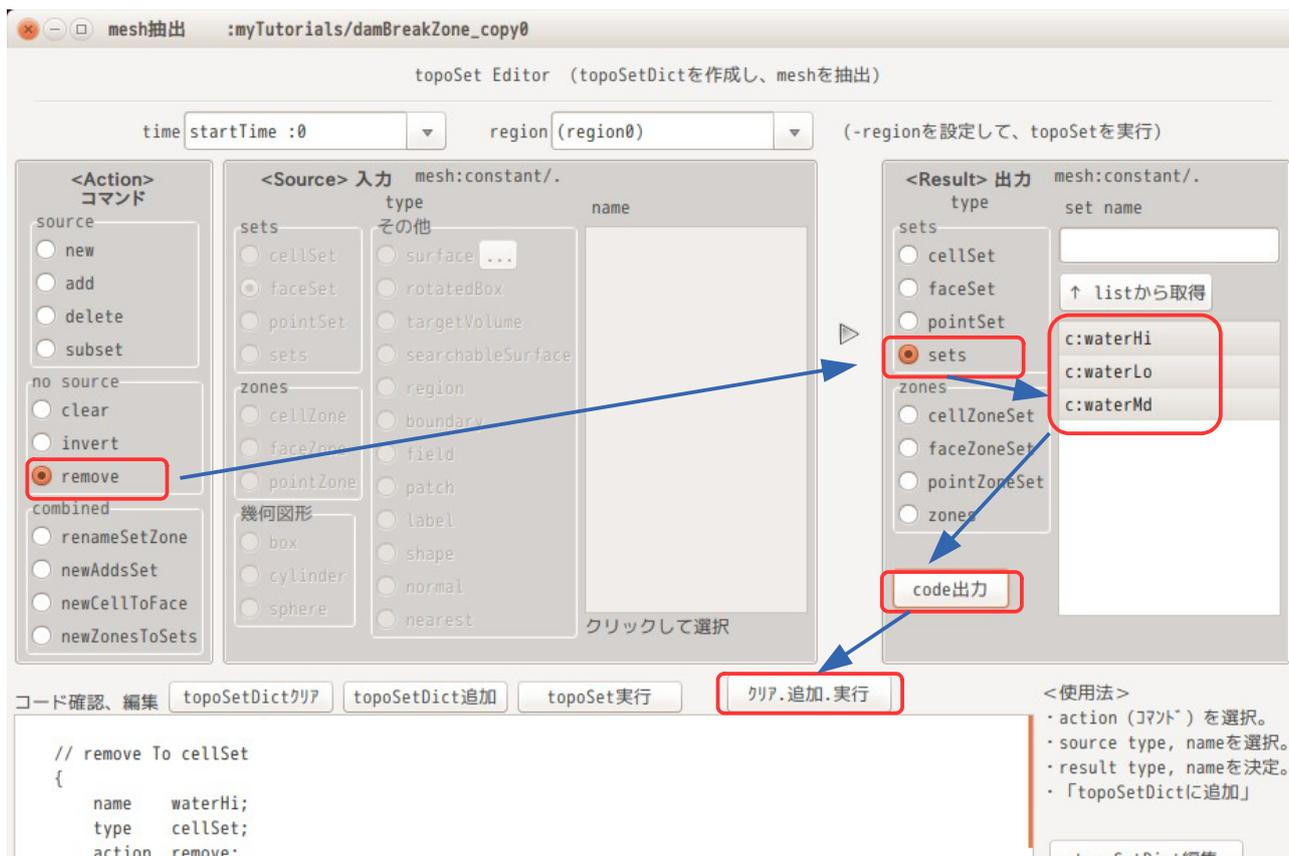 mesh抽出 :myTutorials/damBreakZone_copy0
topoSet Editor （topoSetDictを作成し、meshを抽出）
time startTime :0 region (region0) (-regionを設定して、topoSetを実行)
<Action>
コマンド
source
new
add
delete
subset
no source
clear
invert
remove
combined
renameSetZone
newAddsSet
newCellToFace
newZonesToSets
<Source> 入力 mesh:constant/.
type
name
sets
cellSet
faceSet
pointSet
sets
zones
cellZone
faceZone
pointZone
幾何図形
box
cylinder
sphere
その他
surface ...
rotatedBox
targetVolume
searchableSurface
region
boundary
field
patch
label
shape
normal
nearest
クリックして選択
<Result> 出力 mesh:constant/.
type
set name
sets
cellSet
faceSet
pointSet
sets
zones
cellZoneSet
faceZoneSet
pointZoneSet
zones
↑ listから取得
c:waterHi
c:waterLo
c:waterMd
code出力
コード確認、編集 topoSetDictｸﾘｱ topoSetDict追加 topoSet実行 ｸﾘｱ.追加.実行
// remove To cellSet
{
name waterHi;
type cellSet;
action remove;
<使用法>
・action (ｺﾏﾝﾄﾞ) を選択。
・source type, nameを選択。
・result type, nameを決定。
・「topoSetDictに追加」